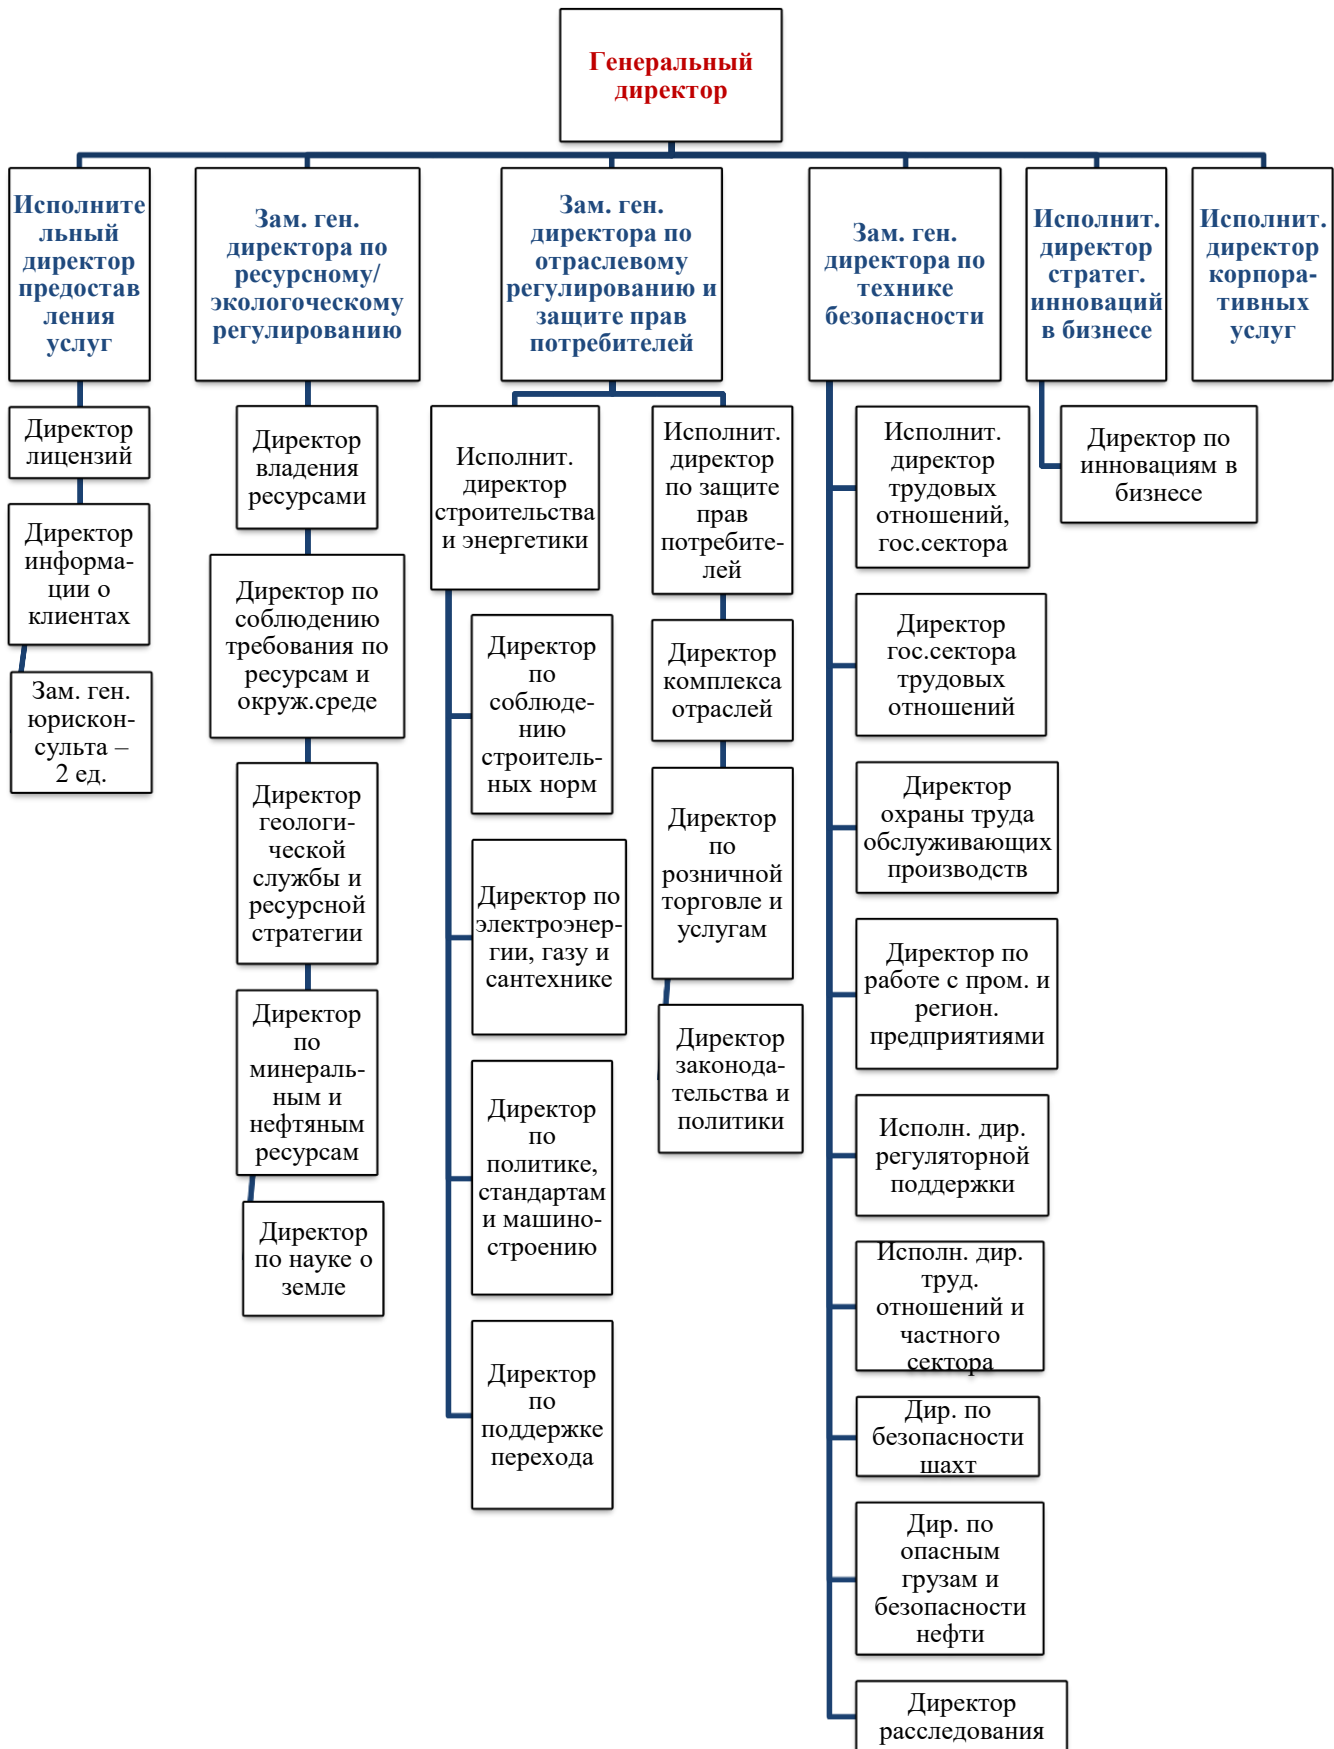 Генеральный
директор
Исполните
льный
директор
предостав
ления
услуг
Зам. ген.
директора по
ресурсному/
экологоческому
регулированию
Зам. ген.
директора по
отраслевому
регулированию и
защите прав
потребителей
Зам. ген.
директора по
технике
безопасности
Исполнит.
директор
стратег.
инноваций
в бизнесе
Исполнит.
директор
корпора-
тивных
услуг
Директор
лицензий
Директор
информа-
ции о
клиентах
Зам. ген.
юрискон-
сульта –
2 ед.
Директор
владения
ресурсами
Директор по
соблюдению
требования по
ресурсам и
окруж.среде
Директор
геологи-
ческой
службы и
ресурсной
стратегии
Директор
по
минераль-
ным и
нефтяным
ресурсам
Директор
по науке о
земле
Исполнит.
директор
строительства
и энергетики
Директор
по
соблюде-
нию
строитель-
ных норм
Директор по
электроэнер-
гии, газу и
сантехнике
Директор
по
политике,
стандартам
и машино-
строению
Директор
по
поддержке
перехода
Исполнит.
директор
по защите
прав
потребите-
лей
Директор
комплекса
отраслей
Директор
по
розничной
торговле и
услугам
Директор
законода-
тельства и
политики
Исполнит.
директор
трудовых
отношений,
гос.сектора
Директор
гос.сектора
трудовых
отношений
Директор
охраны труда
обслуживающих
производств
Директор по
работе с пром. и
регион.
предприятиями
Исполн. дир.
регуляторной
поддержки
Исполн. дир.
труд.
отношений и
частного
сектора
Дир. по
безопасности
шахт
Дир. по
опасным
грузам и
безопасности
нефти
Директор
расследования
Директор по
инновациям в
бизнесе